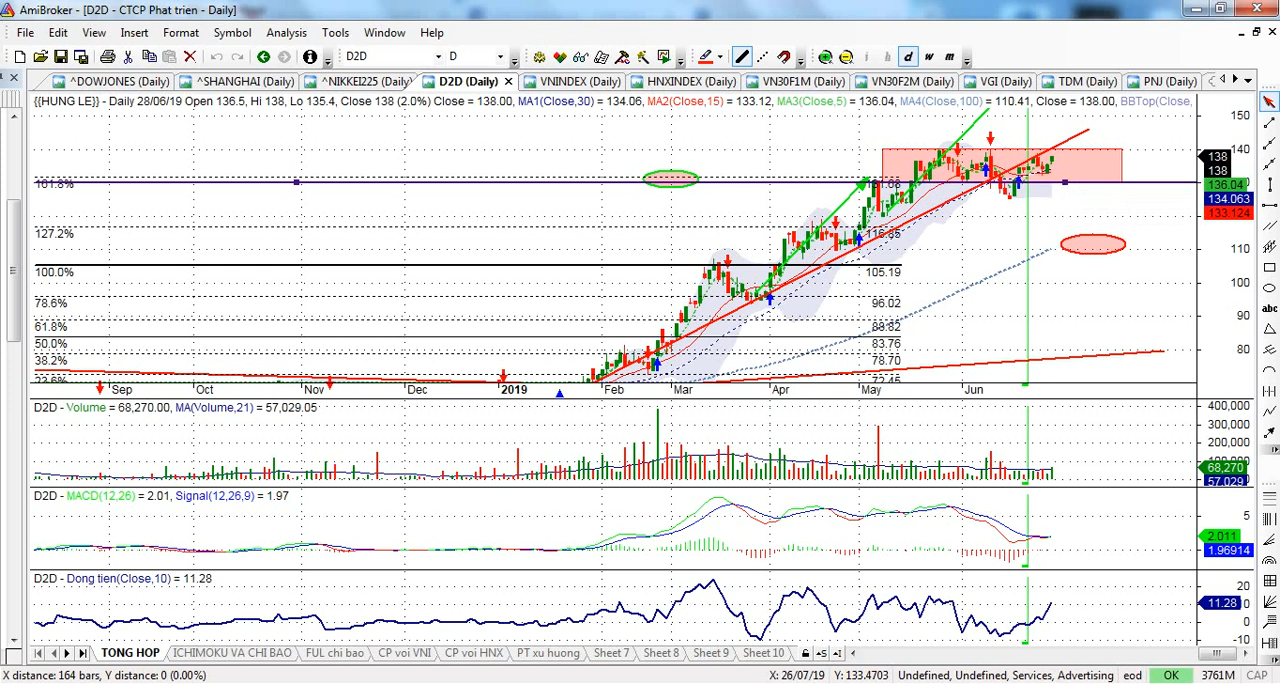 AmiBroker - [D2D - CTCP Phat trien - Daily]
File Edit View Insert Format Symbol Analysis Tools Window Help
D2D D i h d w m
^DOWJONES (Daily) ^SHANGHAI (Daily) ^NIKKEI225 (Daily) D2D (Daily) VNINDEX (Daily) HNXINDEX (Daily) VN30F1M (Daily) VN30F2M (Daily) VGI (Daily) TDM (Daily) PNJ (Daily)
{{HUNG LE}} - Daily 28/06/19 Open 136.5, Hi 138, Lo 135.4, Close 138 (2.0%) Close = 138.00, MA1(Close,30) = 134.06, MA2(Close,15) = 133.12, MA3(Close,5) = 136.04, MA4(Close,100) = 110.41, Close = 138.00, BBTop(Close,
150
140
138
138
161.8% 131.68 136.04
134.063
133.124
127.2% 116.85
110
100.0% 105.19
100
78.6% 96.02
90
61.8%
50.0% 83.76
80
38.2% 78.70
23.6% 72.45
Sep Oct Nov Dec 2019 Feb Mar Apr May Jun
D2D - Volume = 68,270.00, MA(Volume,21) = 57,029.05
400,000
300,000
200,000
68,270
57,029
D2D - MACD(12,26) = 2.01, Signal(12,26,9) = 1.97
5
2.011
1.96914
D2D - Dong tien(Close,10) = 11.28
20
11.28
0
-10
TONG HOP ICHIMOKU VA CHI BAO FUL chi bao CP voi VNI CP voi HNX PT xu huong Sheet 7 Sheet 8 Sheet 9 Sheet 10
X distance: 164 bars, Y distance: 0 (0.00%) X: 26/07/19 Y: 133.4703 Undefined, Undefined, Services, Advertising eod OK 3761M CAP
abc